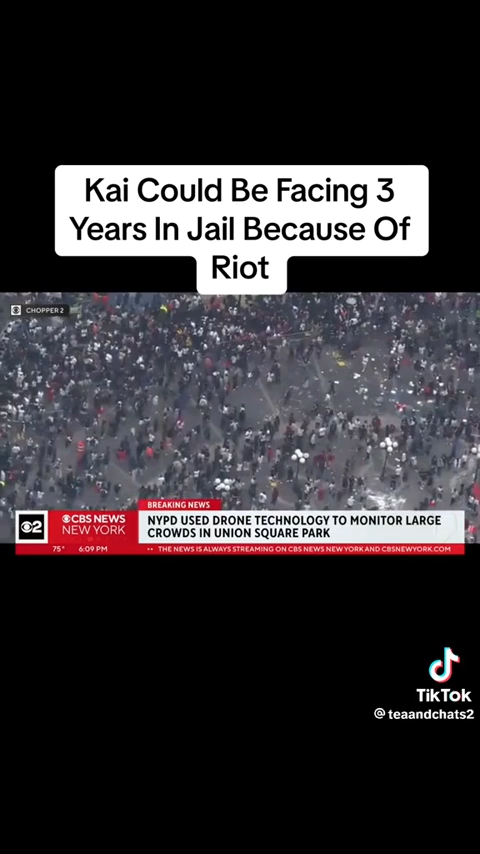 Kai Could Be Facing 3
Years In Jail Because Of
Riot
CHOPPER 2
BREAKING NEWS
2
CBS NEWS
NEW YORK
NYPD USED DRONE TECHNOLOGY TO MONITOR LARGE
CROWDS IN UNION SQUARE PARK
75° 6:09 PM
•• THE NEWS IS ALWAYS STREAMING ON CBS NEWS NEW YORK AND CBSNEWYORK.COM
TikTok
@teaandchats2